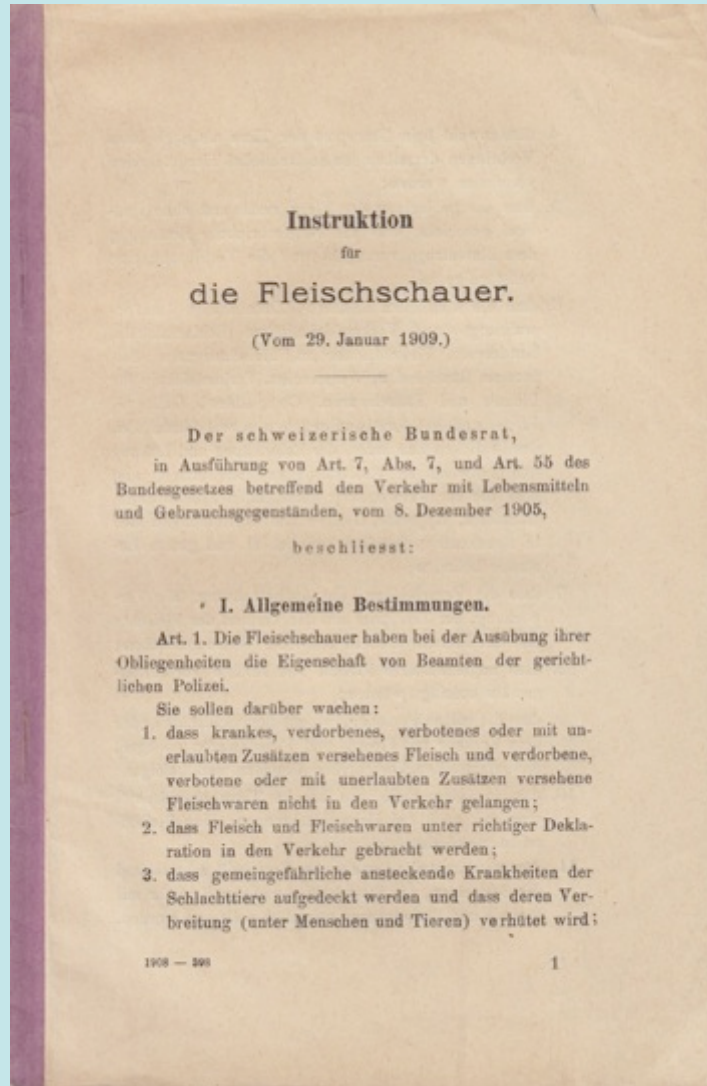 Instruktion
für
die Fleischschauer.
(Vom 29. Januar 1909.)
Der schweizerische Bundesrat,
in Ausführung von Art. 7, Abs. 7, und Art. 55 des
Bundesgesetzes betreffend den Verkehr mit Lebensmitteln
und Gebrauchsgegenständen, vom 8. Dezember 1905,
beschliesst:
I. Allgemeine Bestimmungen.
Art. 1. Die Fleischschauer haben bei der Ausübung ihrer
Obliegenheiten die Eigenschaft von Beamten der gericht-
lichen Polizei.
Sie sollen darüber wachen:
1. dass krankes, verdorbenes, verbotenes oder mit un-
erlaubten Zusätzen versehenes Fleisch und verdorbene,
verbotene oder mit unerlaubten Zusätzen versehene
Fleischwaren nicht in den Verkehr gelangen;
2. dass Fleisch und Fleischwaren unter richtiger Dekla-
ration in den Verkehr gebracht werden;
3. dass gemeingefährliche ansteckende Krankheiten der
Schlachttiere aufgedeckt werden und dass deren Ver-
breitung (unter Menschen und Tieren) verhütet wird;
1908 — 398
1